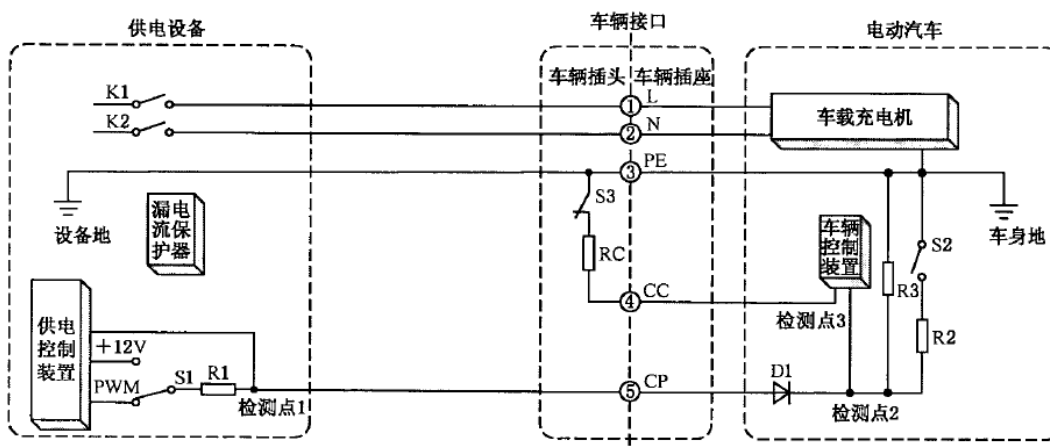 供电设备
车辆接口
电动汽车
车辆插头
车辆插座
K1
K2
① L
② N
③ PE
车载充电机
设备地
漏电
流保
护器
S3
RC
④ CC
车辆
控制
装置
检测点3
R3
S2
R2
车身地
供电
控制
装置
+12V
PWM
S1
R1
检测点1
⑤ CP
D1
检测点2